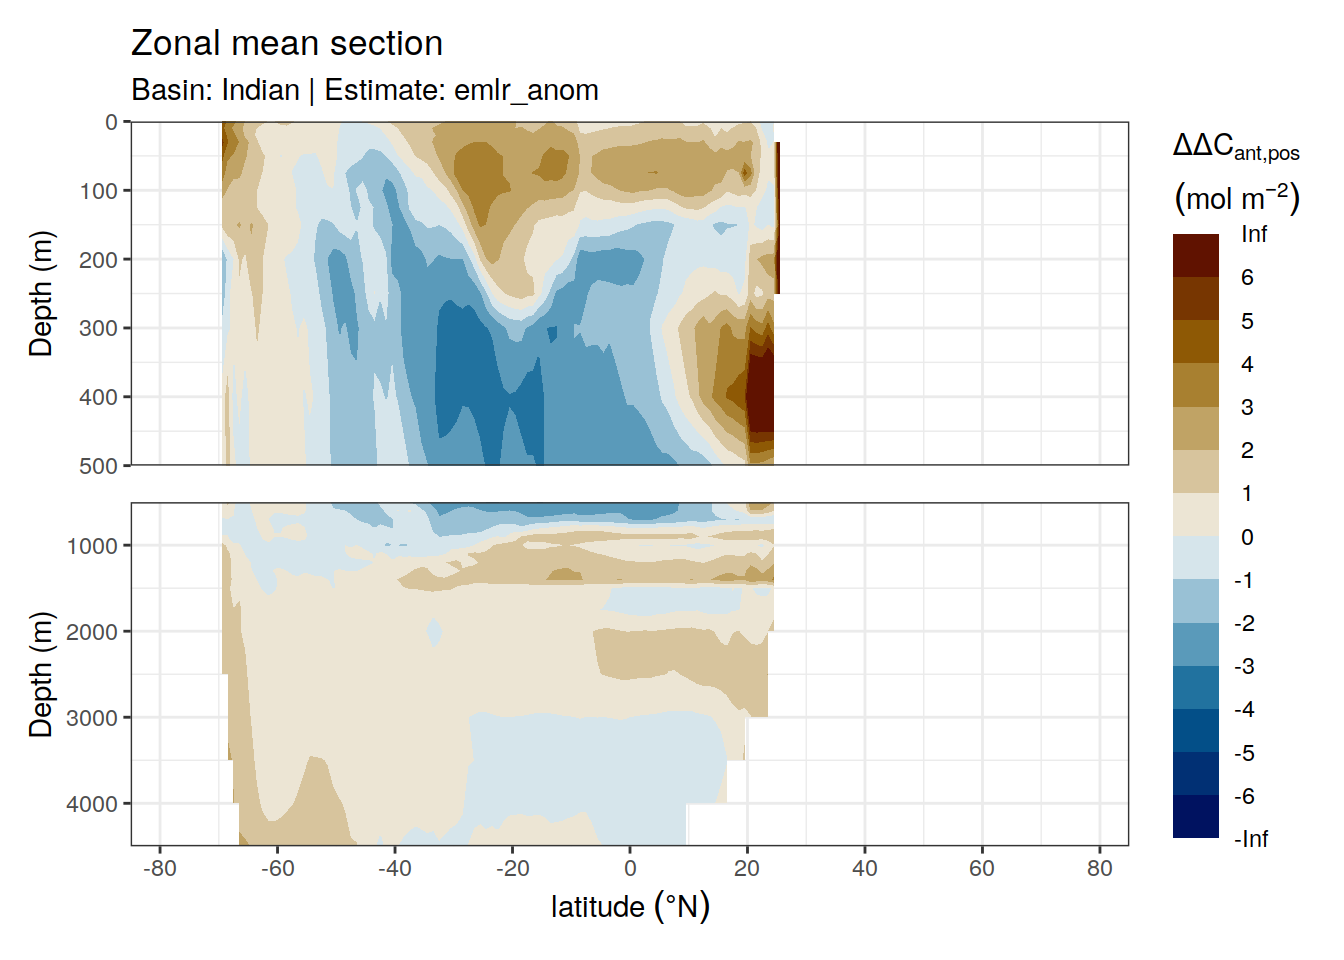 Zonal mean section
Basin: Indian | Estimate: emlr_anom
ΔΔCant,pos
(mol m−2)
Inf
6
5
4
3
2
1
0
-1
-2
-3
-4
-5
-6
-Inf
Depth (m)
0
100
200
300
400
500
Depth (m)
1000
2000
3000
4000
-80 -60 -40 -20 0 20 40 60 80
latitude (°N)